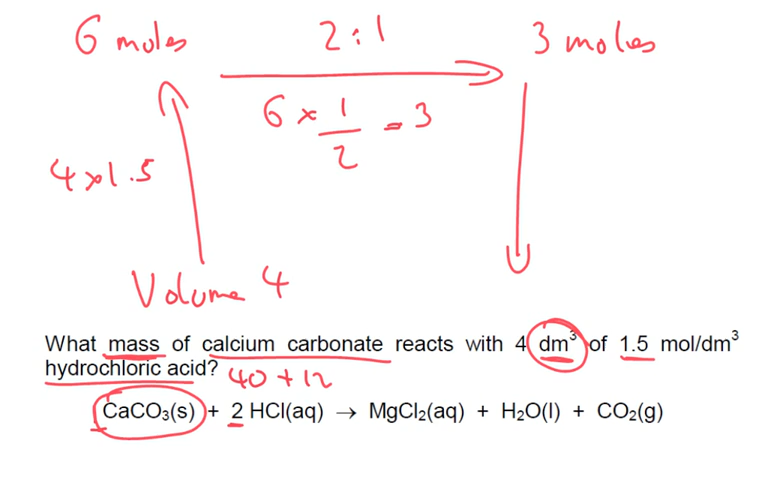 6 moles 2:1 3 moles
6 × 1/2 = 3
4×1.5
Volume 4
What mass of calcium carbonate reacts with 4 dm³ of 1.5 mol/dm³
hydrochloric acid? 40 + 12
CaCO₃(s) + 2 HCl(aq) → MgCl₂(aq) + H₂O(l) + CO₂(g)